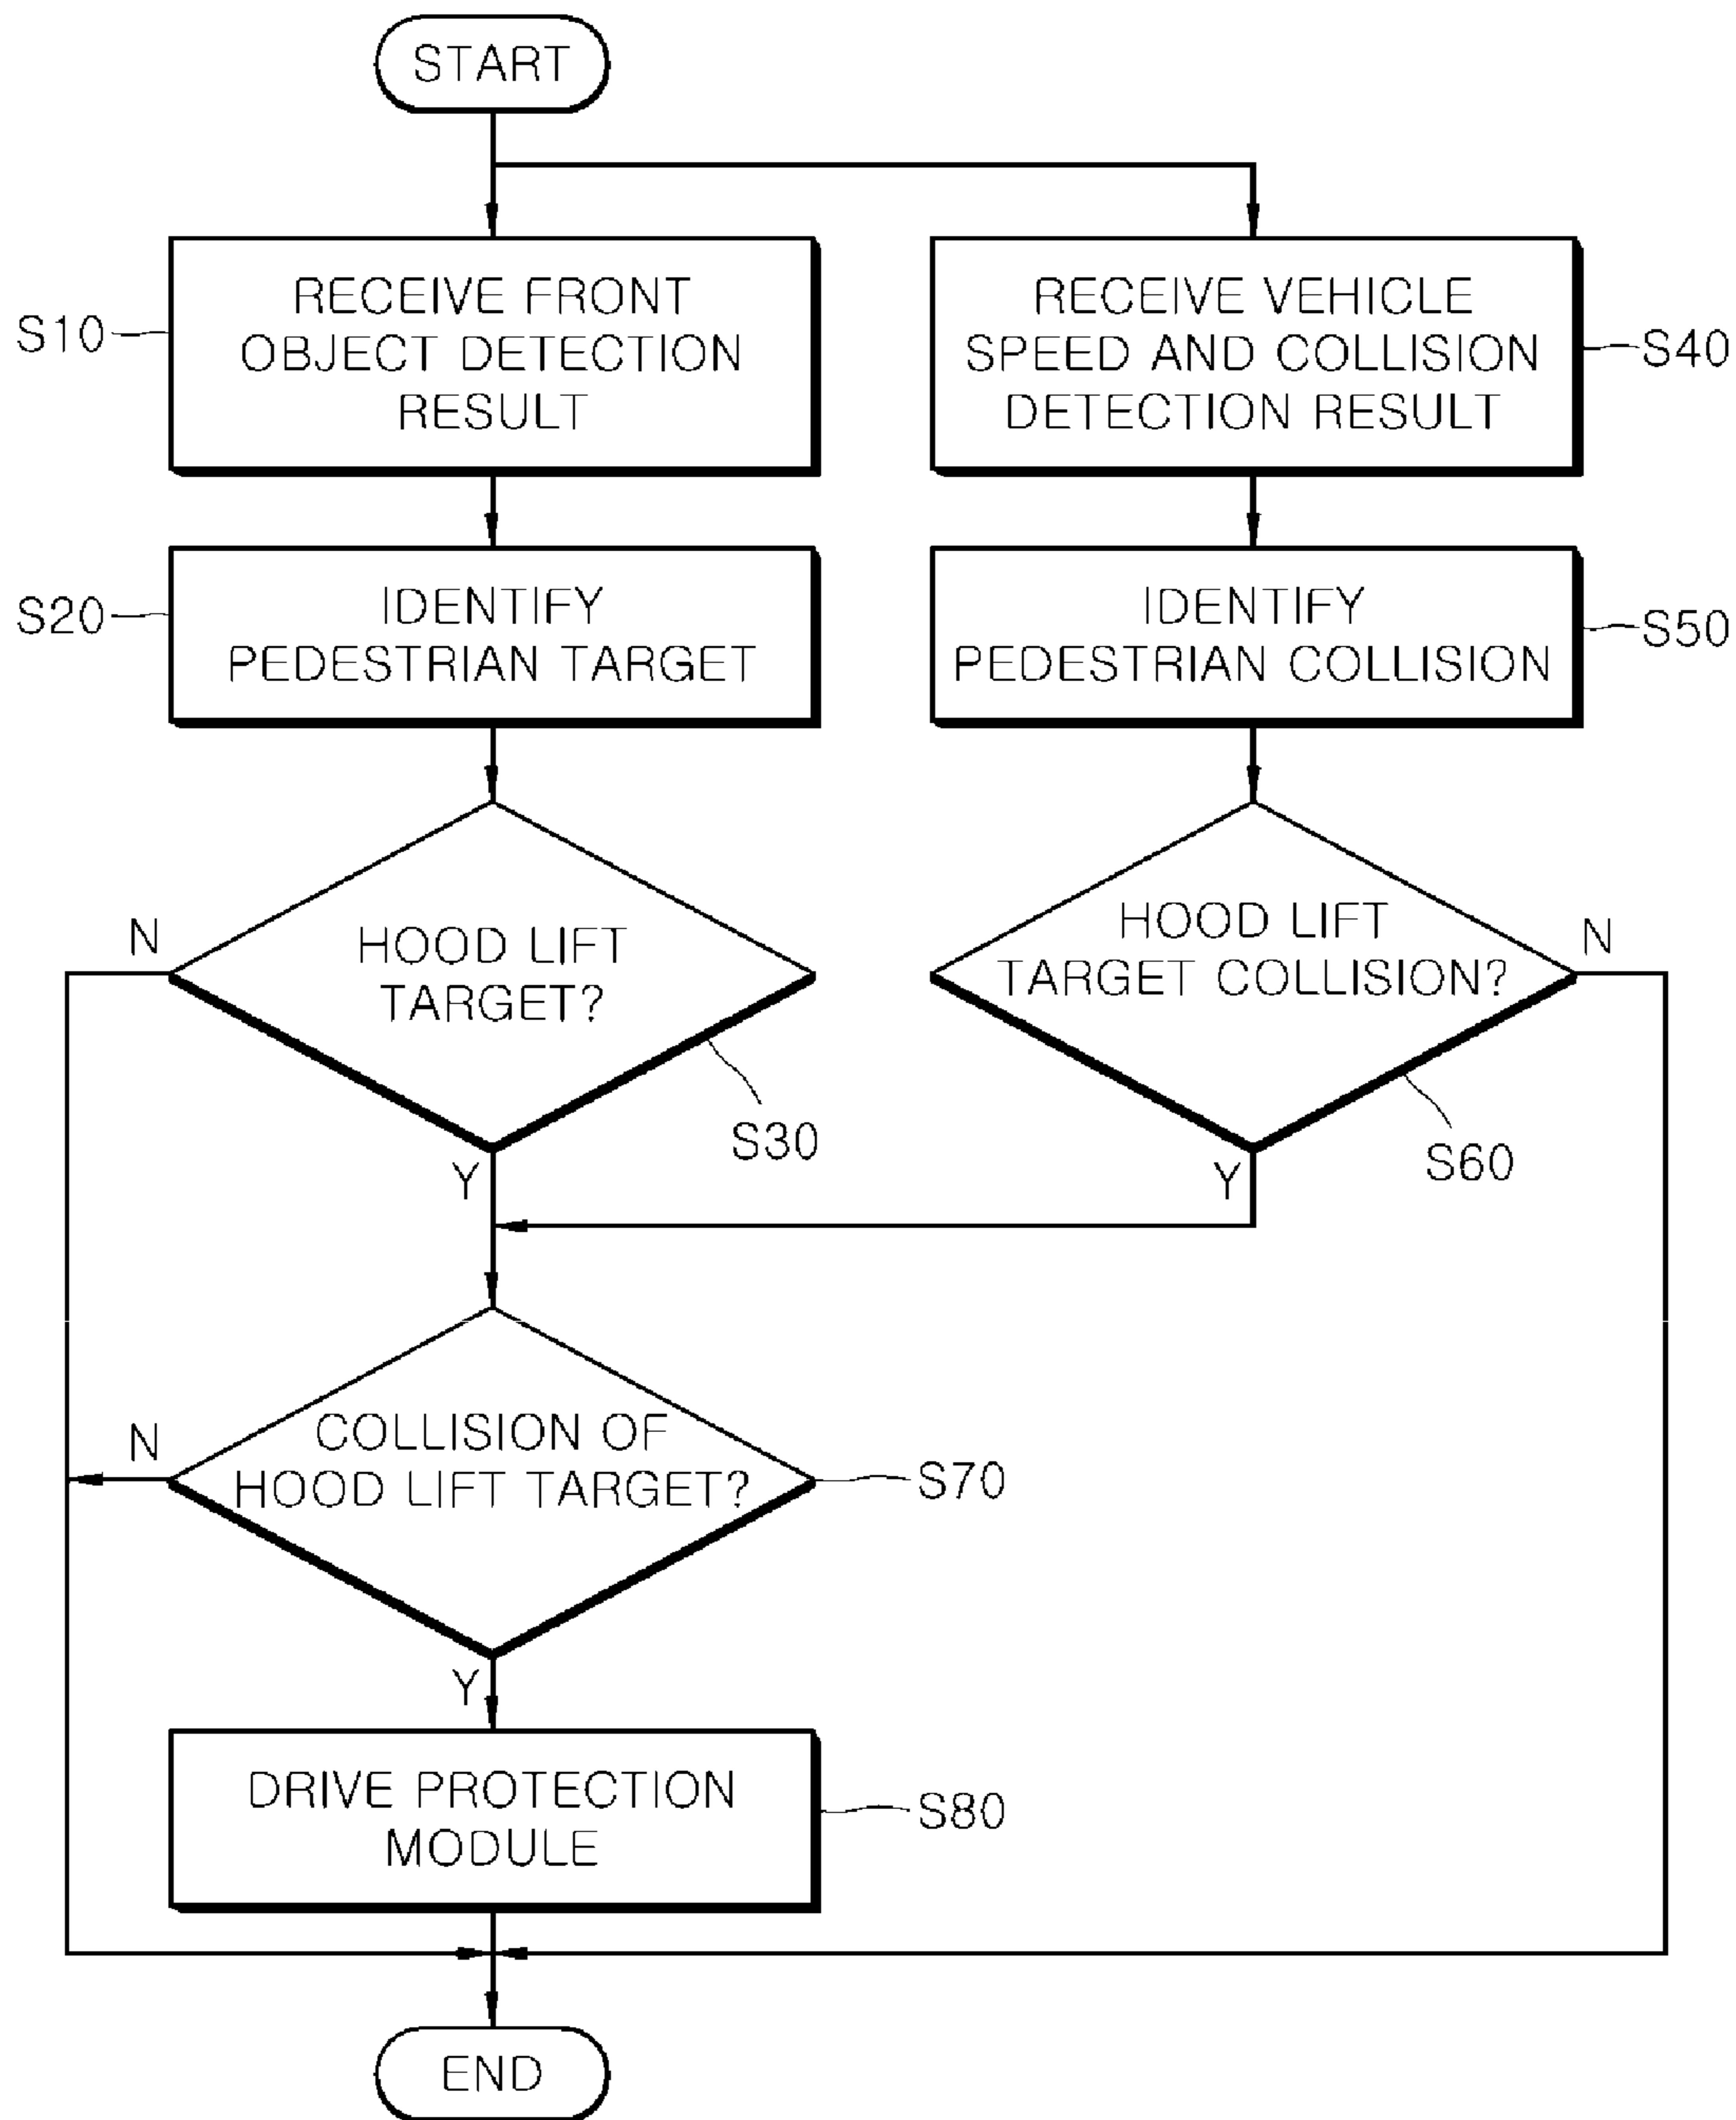 START
RECEIVE FRONT
OBJECT DETECTION
RESULT
S10
RECEIVE VEHICLE
SPEED AND COLLISION
DETECTION RESULT
S40
IDENTIFY
PEDESTRIAN TARGET
S20
IDENTIFY
PEDESTRIAN COLLISION
S50
N
HOOD LIFT
TARGET?
S30
Y
HOOD LIFT
TARGET COLLISION?
N
S60
Y
N
COLLISION OF
HOOD LIFT TARGET?
S70
Y
DRIVE PROTECTION
MODULE
S80
END